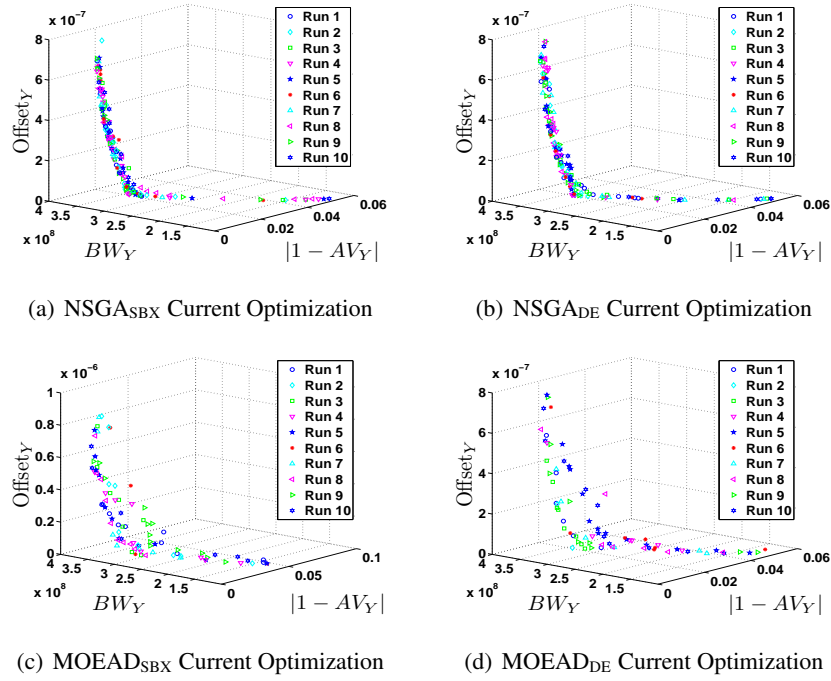 x 10⁻⁷
8
6
4
2
0
Offset_Y
4
3.5
3
2.5
2
1.5
x 10⁸
BW_Y
0
0.02
0.04
0.06
|1 − AV_Y|
Run 1
Run 2
Run 3
Run 4
Run 5
Run 6
Run 7
Run 8
Run 9
Run 10
(a) NSGA_SBX Current Optimization
x 10⁻⁷
8
6
4
2
0
Offset_Y
4
3.5
3
2.5
2
1.5
x 10⁸
BW_Y
0
0.02
0.04
0.06
|1 − AV_Y|
Run 1
Run 2
Run 3
Run 4
Run 5
Run 6
Run 7
Run 8
Run 9
Run 10
(b) NSGA_DE Current Optimization
x 10⁻⁶
1
0.8
0.6
0.4
0.2
0
Offset_Y
4
3.5
3
2.5
2
1.5
x 10⁸
BW_Y
0
0.05
0.1
|1 − AV_Y|
Run 1
Run 2
Run 3
Run 4
Run 5
Run 6
Run 7
Run 8
Run 9
Run 10
(c) MOEAD_SBX Current Optimization
x 10⁻⁷
8
6
4
2
0
Offset_Y
4
3.5
3
2.5
2
1.5
x 10⁸
BW_Y
0
0.02
0.04
0.06
|1 − AV_Y|
Run 1
Run 2
Run 3
Run 4
Run 5
Run 6
Run 7
Run 8
Run 9
Run 10
(d) MOEAD_DE Current Optimization